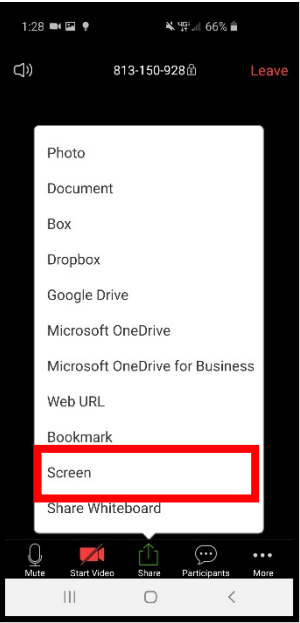 1:28 66%
813-150-928 Leave
Photo
Document
Box
Dropbox
Google Drive
Microsoft OneDrive
Microsoft OneDrive for Business
Web URL
Bookmark
Screen
Share Whiteboard
Mute Start Video Share Participants More